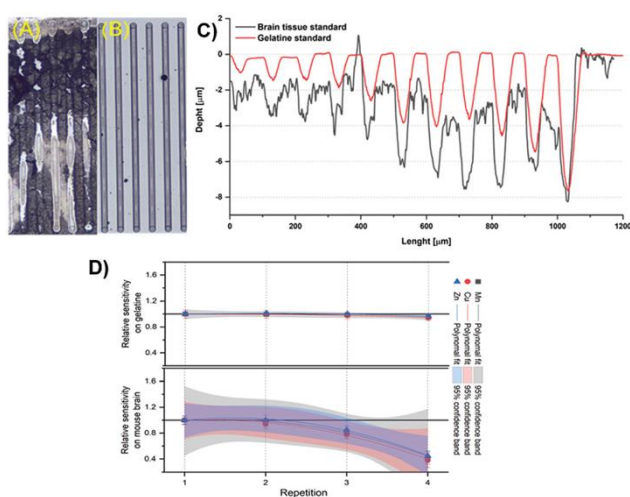 (A)
(B)
C)
Brain tissue standard
Gelatine standard
Depht [µm]
2
0
-2
-4
-6
-8
0 200 400 600 800 1000 1200
Lenght [µm]
D)
Relative sensitivity
on gelatine
1.6
1.2
0.8
0.4
Relative sensitivity
on mouse brain
1.6
1.2
0.8
0.4
1 2 3 4
Repetition
Mn Polynomal fit 95% confidence band
Cu Polynomal fit 95% confidence band
Zn Polynomal fit 95% confidence band